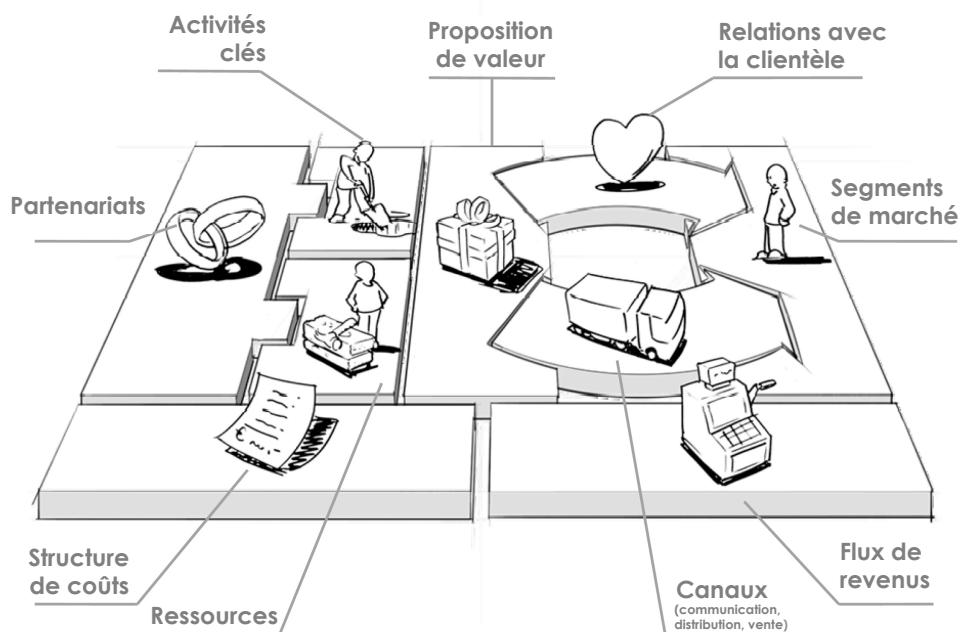 Activités
clés
Proposition
de valeur
Relations avec
la clientèle
Partenariats
Segments
de marché
Structure
de coûts
Ressources
Canaux
(communication,
distribution, vente)
Flux de
revenus